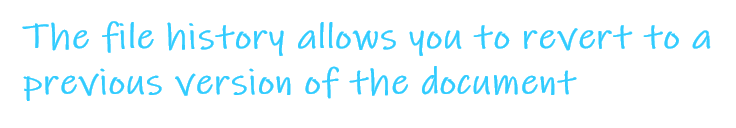 The file history allows you to revert to a
previous version of the document